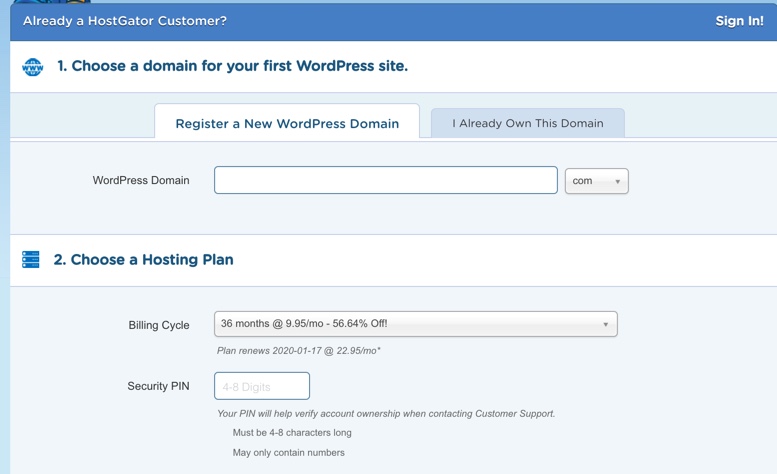 Already a HostGator Customer? Sign In!
WWW
1. Choose a domain for your first WordPress site.
Register a New WordPress Domain I Already Own This Domain
WordPress Domain com
2. Choose a Hosting Plan
Billing Cycle 36 months @ 9.95/mo - 56.64% Off!
Plan renews 2020-01-17 @ 22.95/mo*
Security PIN 4-8 Digits
Your PIN will help verify account ownership when contacting Customer Support.
Must be 4-8 characters long
May only contain numbers